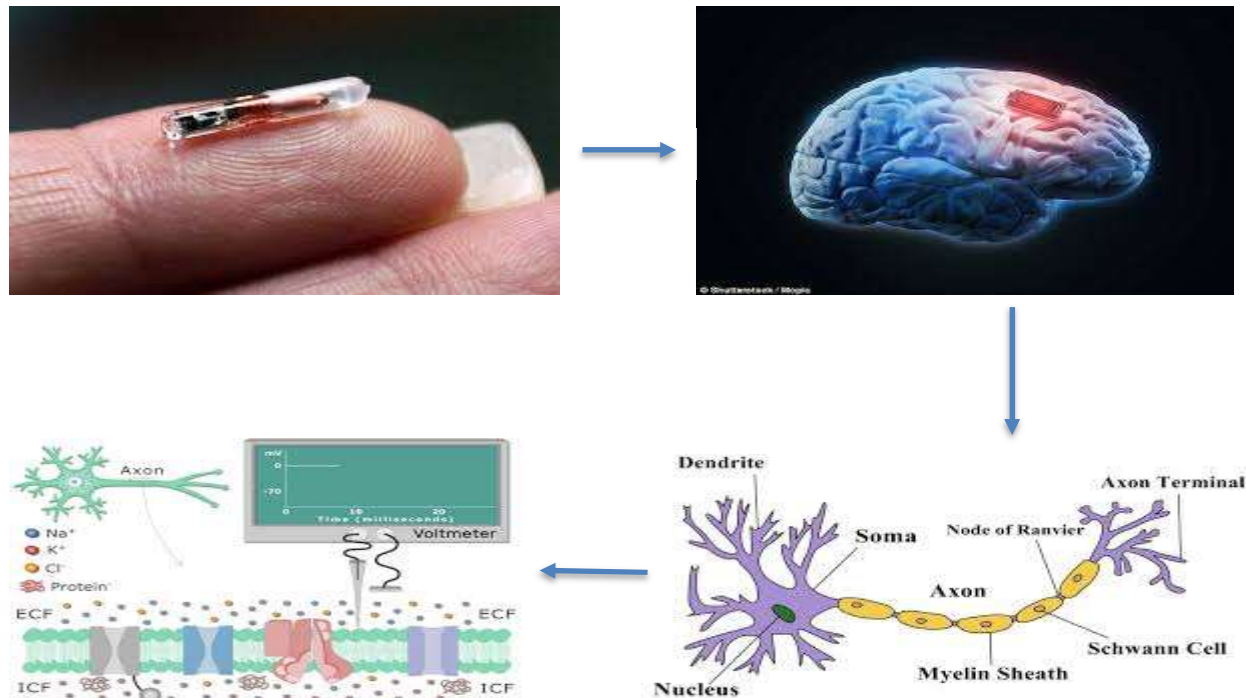 © Shutterstock / Mopic
Axon
Na⁺
K⁺
Cl⁻
Protein⁻
mV
0
-70
0
10
20
Time (milliseconds)
Voltmeter
ECF
ECF
ICF
ICF
Dendrite
Axon Terminal
Node of Ranvier
Soma
Axon
Schwann Cell
Myelin Sheath
Nucleus